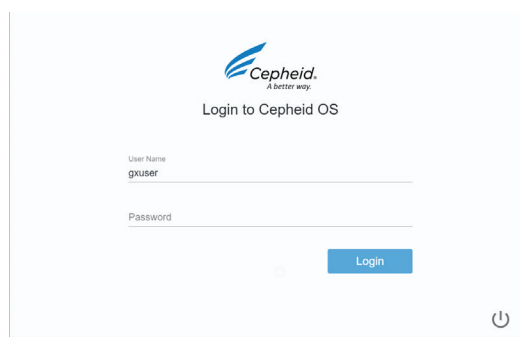 Cepheid.
A better way.
Login to Cepheid OS
User Name
gxuser
Password
Login